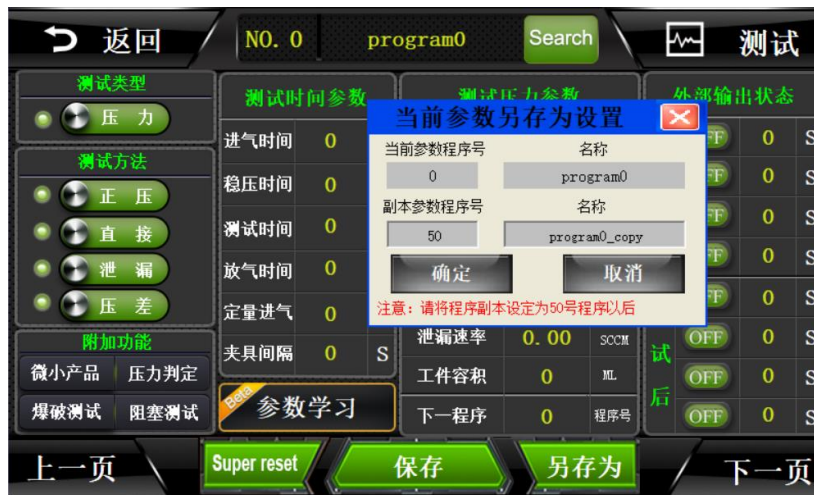 返回
NO. 0
program0
Search
测试
测试类型
压 力
测试方法
正 压
直 接
泄 漏
压 差
附加功能
微小产品 压力判定
爆破测试 阻塞测试
测试时间参数
进气时间 0
稳压时间 0
测试时间 0
放气时间 0
定量进气 0
夹具间隔 0 S
Beta
参数学习
测试压力参数
当前参数另存为设置
当前参数程序号 名称
0 program0
副本参数程序号 名称
50 program0_copy
确定 取消
注意：请将程序副本设定为50号程序以后
泄漏速率 0.00 SCCM
工件容积 0 ML
下一程序 0 程序号
外部输出状态
FF 0 S
FF 0 S
FF 0 S
FF 0 S
FF 0 S
试后
OFF 0 S
OFF 0 S
OFF 0 S
上一页
Super reset
保存
另存为
下一页